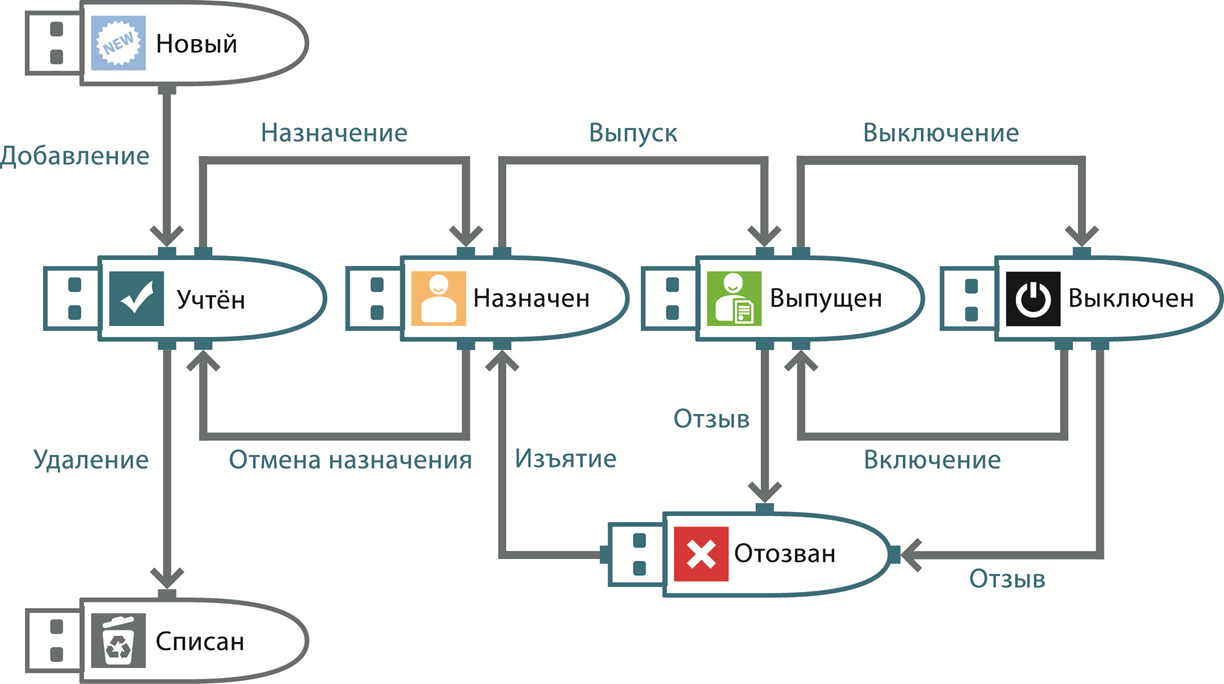 NEW
Новый
Добавление
Назначение
Выпуск
Выключение
Учтён
Назначен
Выпущен
Выключен
Удаление
Отмена назначения
Изъятие
Отзыв
Включение
Отозван
Отзыв
Списан